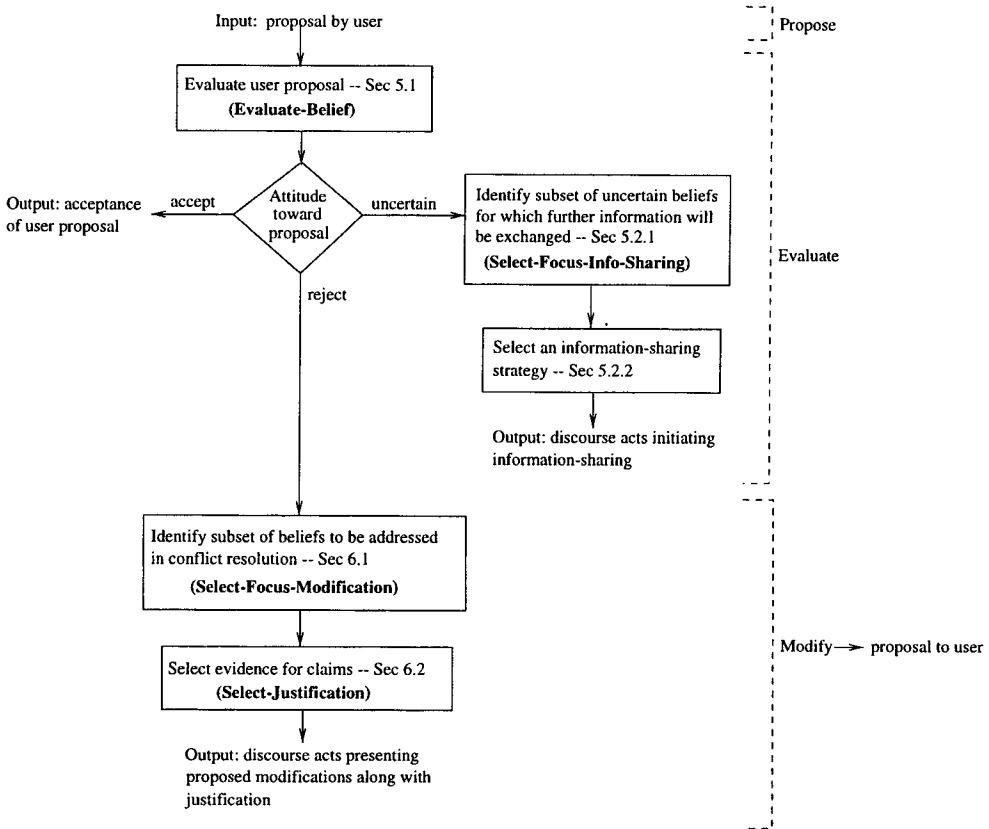 Input: proposal by user
Propose
Evaluate user proposal -- Sec 5.1
(Evaluate-Belief)
Output: acceptance
of user proposal
accept
Attitude
toward
proposal
uncertain
Identify subset of uncertain beliefs
for which further information will
be exchanged -- Sec 5.2.1
(Select-Focus-Info-Sharing)
Evaluate
reject
Select an information-sharing
strategy -- Sec 5.2.2
Output: discourse acts initiating
information-sharing
Identify subset of beliefs to be addressed
in conflict resolution -- Sec 6.1
(Select-Focus-Modification)
Modify
proposal to user
Select evidence for claims -- Sec 6.2
(Select-Justification)
Output: discourse acts presenting
proposed modifications along with
justification